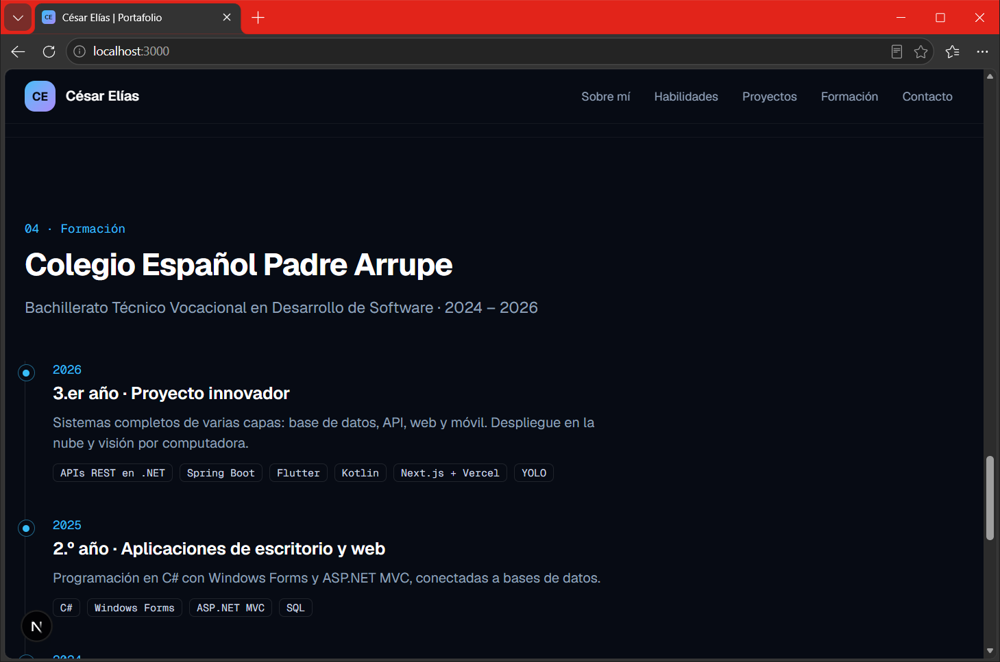 CE César Elías | Portafolio
localhost:3000
CE César Elías
Sobre mí Habilidades Proyectos Formación Contacto
04 · Formación
Colegio Español Padre Arrupe
Bachillerato Técnico Vocacional en Desarrollo de Software · 2024 – 2026
2026
3.er año · Proyecto innovador
Sistemas completos de varias capas: base de datos, API, web y móvil. Despliegue en la
nube y visión por computadora.
APIs REST en .NET Spring Boot Flutter Kotlin Next.js + Vercel YOLO
2025
2.º año · Aplicaciones de escritorio y web
Programación en C# con Windows Forms y ASP.NET MVC, conectadas a bases de datos.
C# Windows Forms ASP.NET MVC SQL
N
2024